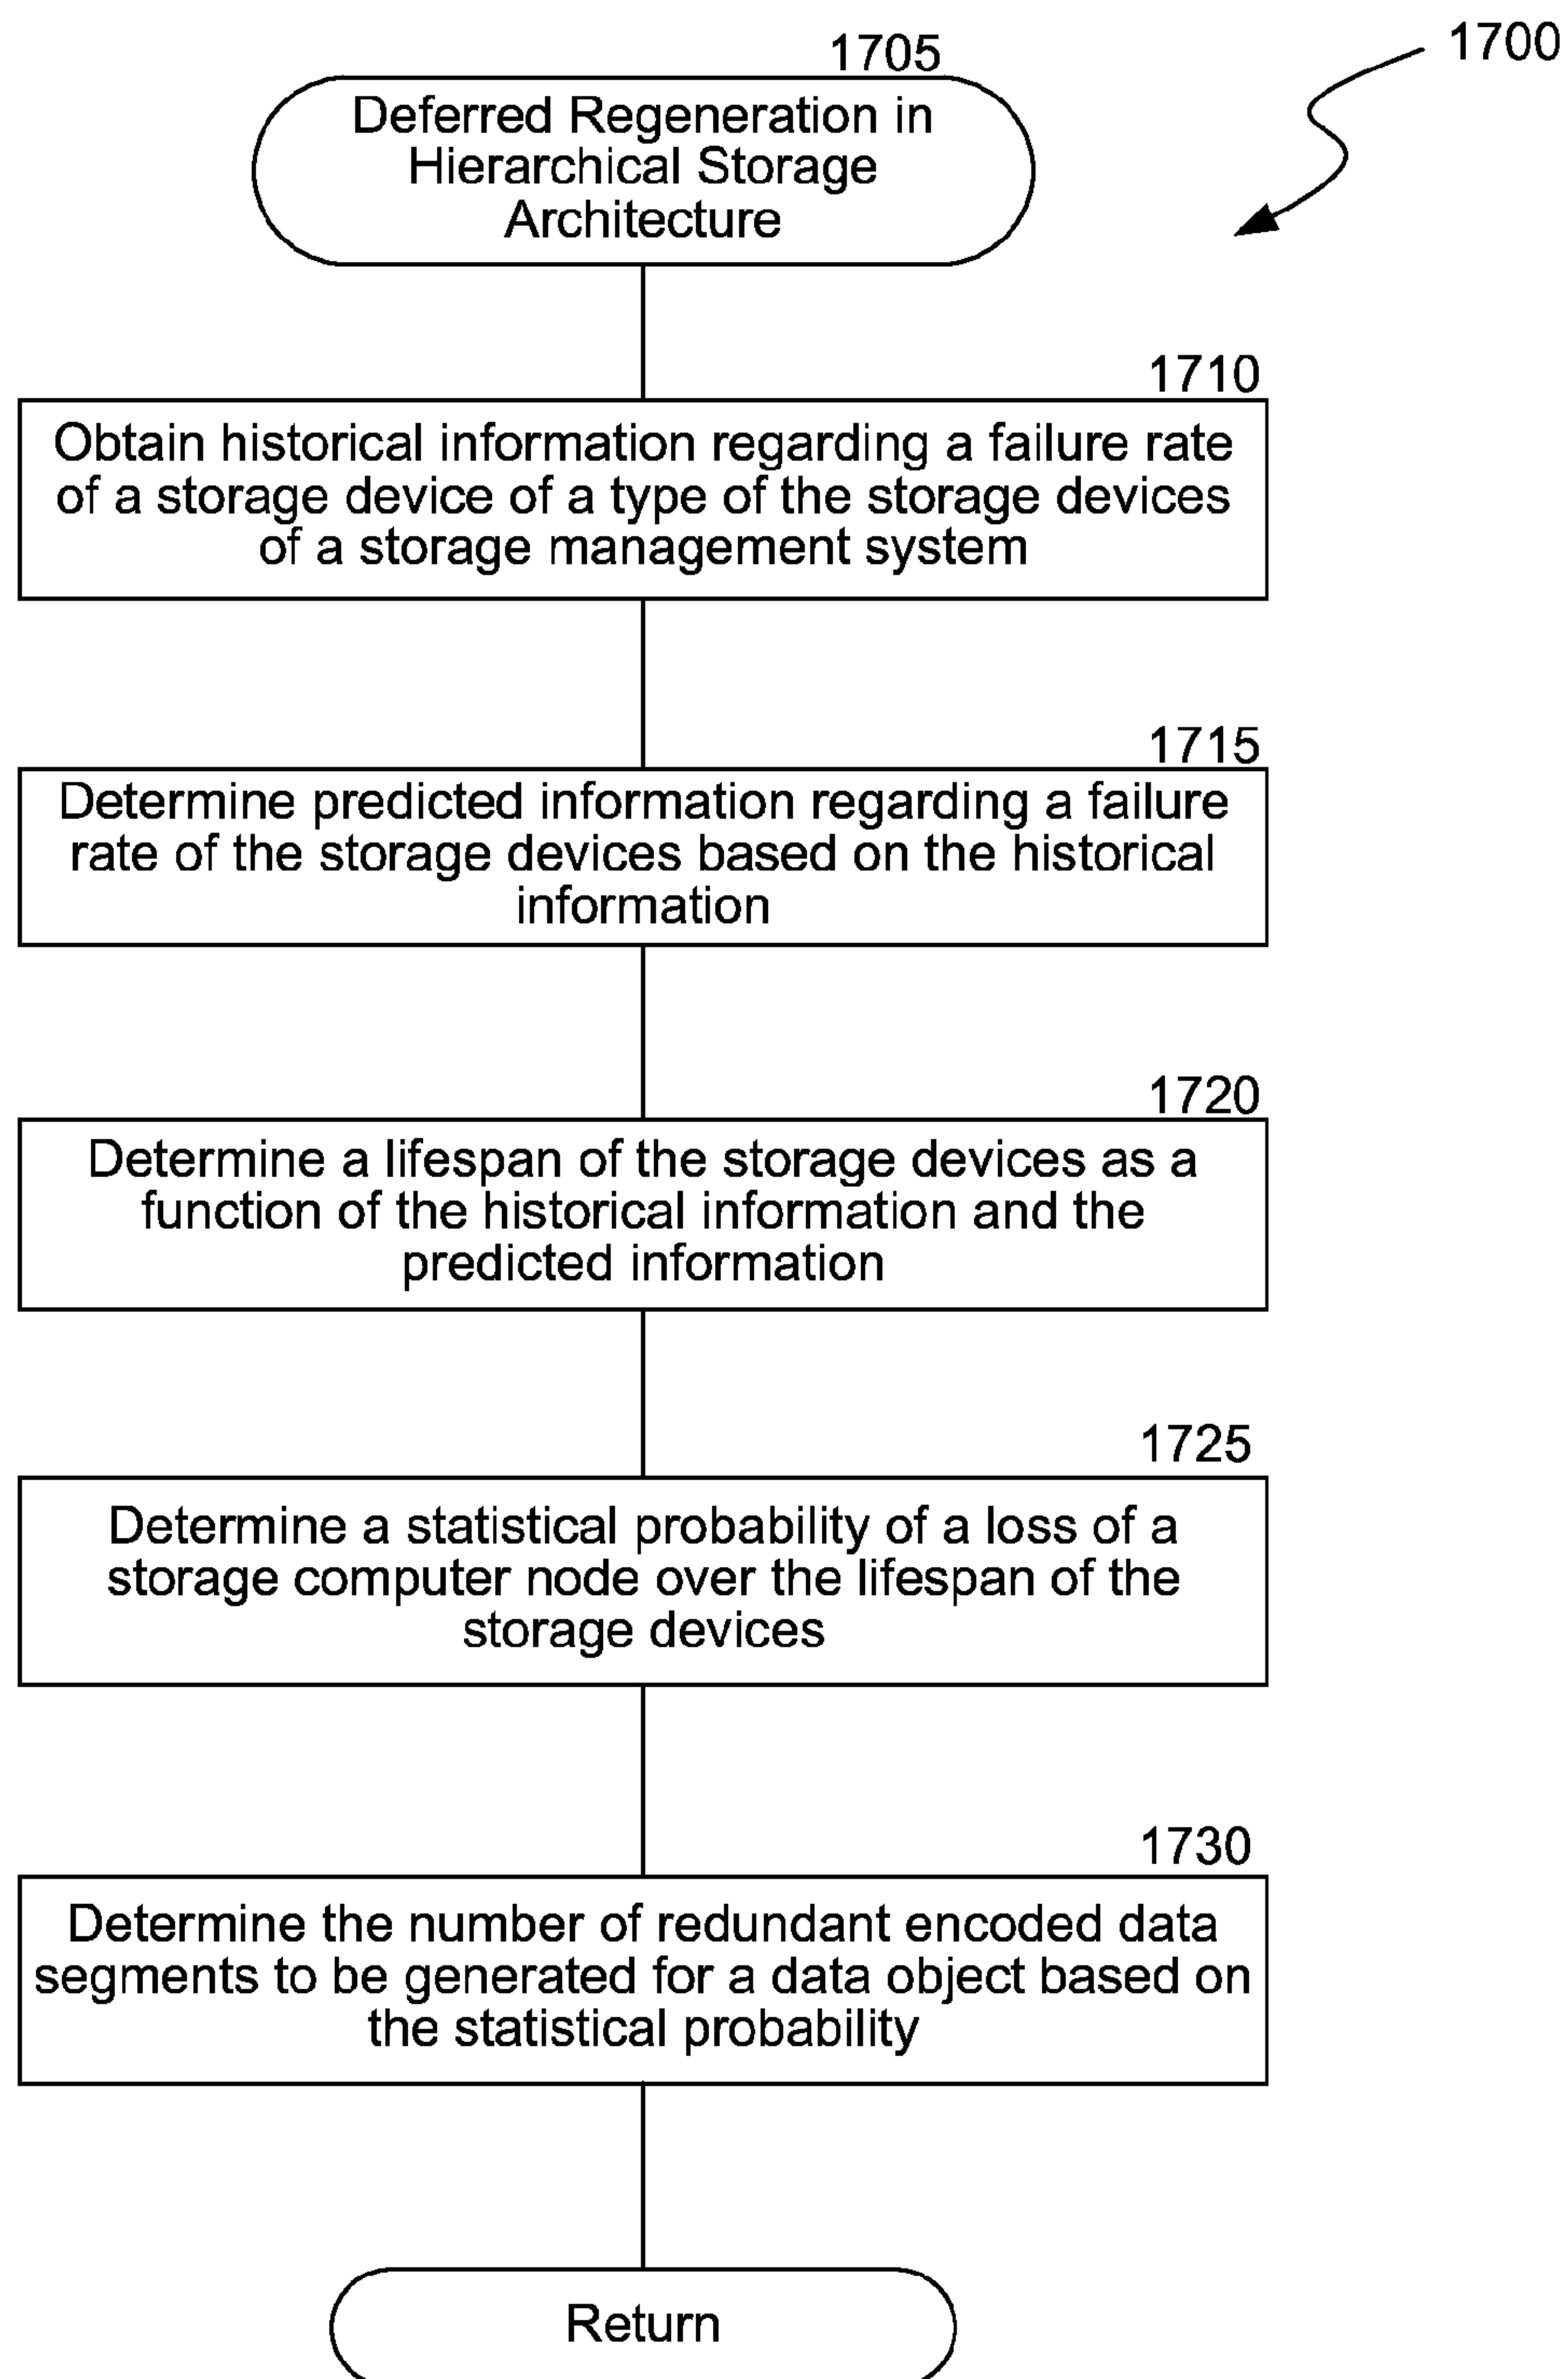 1700
1705
Deferred Regeneration in
Hierarchical Storage
Architecture
1710
Obtain historical information regarding a failure rate
of a storage device of a type of the storage devices
of a storage management system
1715
Determine predicted information regarding a failure
rate of the storage devices based on the historical
information
1720
Determine a lifespan of the storage devices as a
function of the historical information and the
predicted information
1725
Determine a statistical probability of a loss of a
storage computer node over the lifespan of the
storage devices
1730
Determine the number of redundant encoded data
segments to be generated for a data object based on
the statistical probability
Return